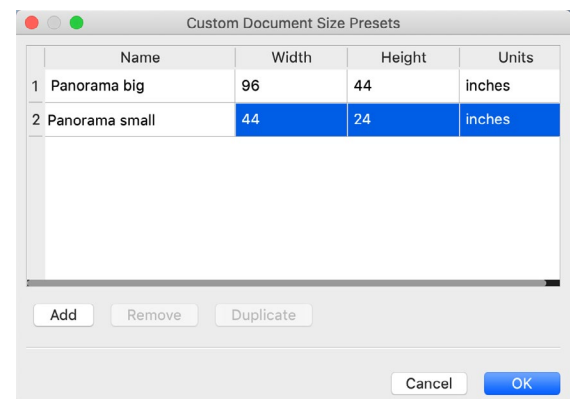 Custom Document Size Presets
Name Width Height Units
1 Panorama big 96 44 inches
2 Panorama small 44 24 inches
Add Remove Duplicate
Cancel OK